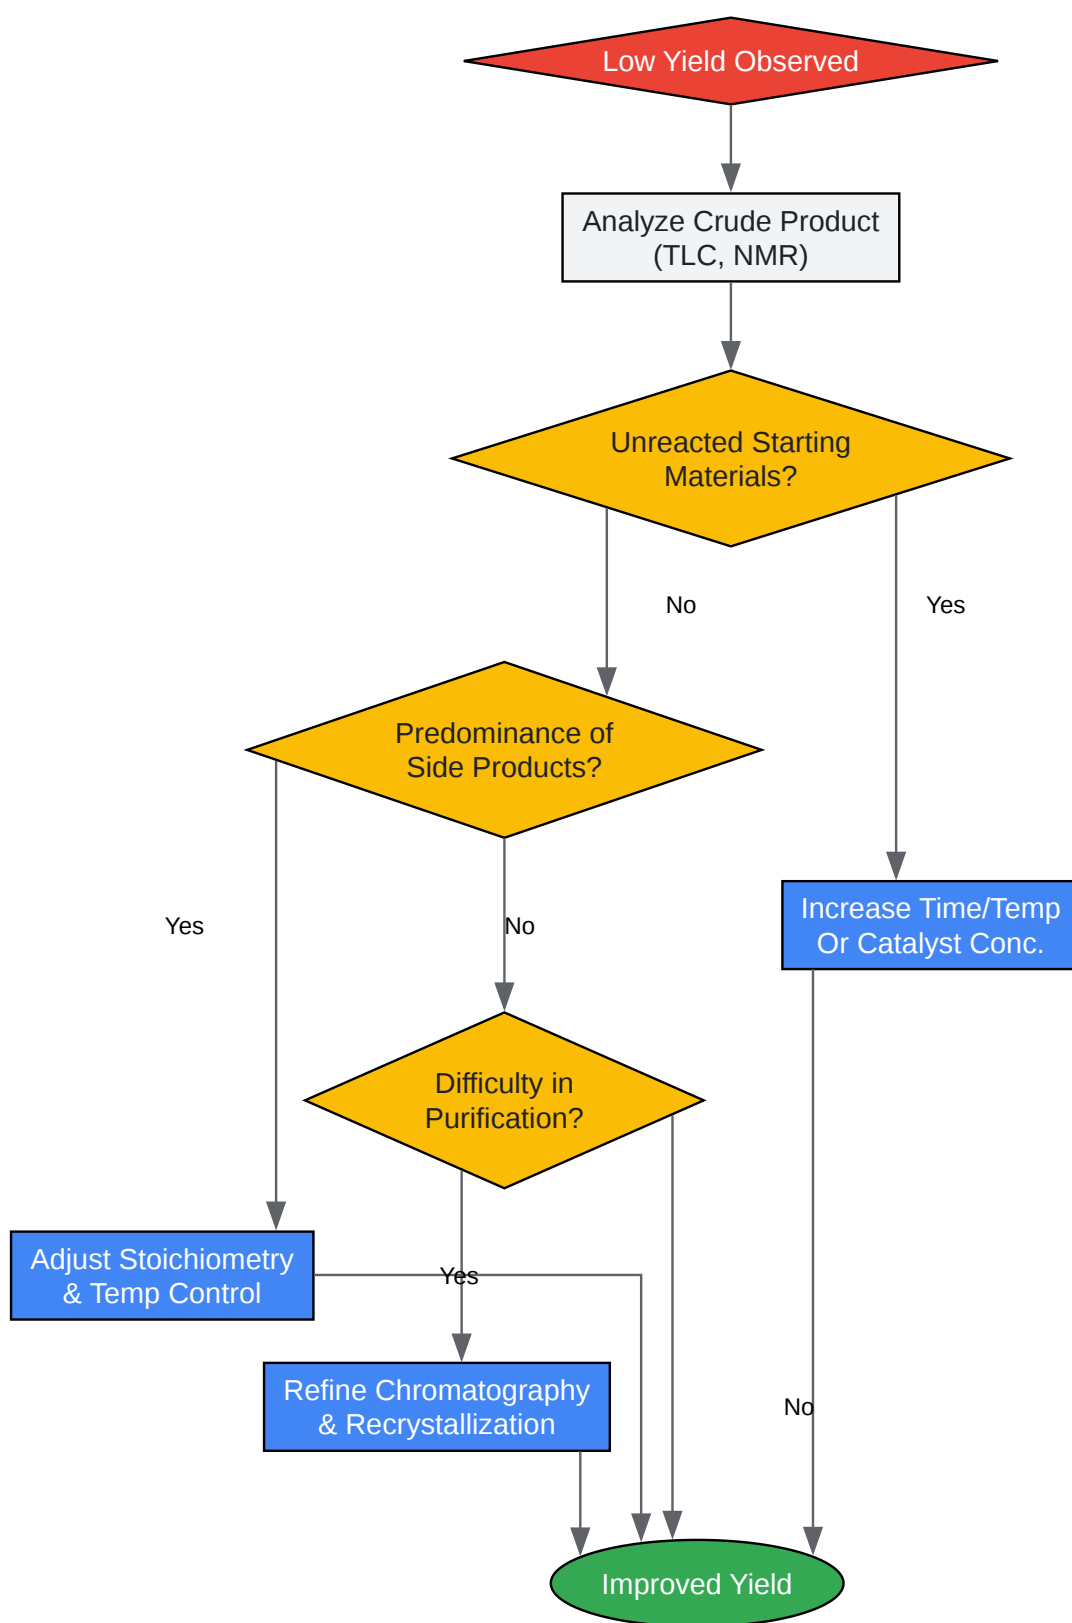 Low Yield Observed
Analyze Crude Product
(TLC, NMR)
Unreacted Starting
Materials?
No
Yes
Predominance of
Side Products?
Yes
No
Increase Time/Temp
Or Catalyst Conc.
Difficulty in
Purification?
Adjust Stoichiometry
& Temp Control
Yes
Refine Chromatography
& Recrystallization
No
Improved Yield